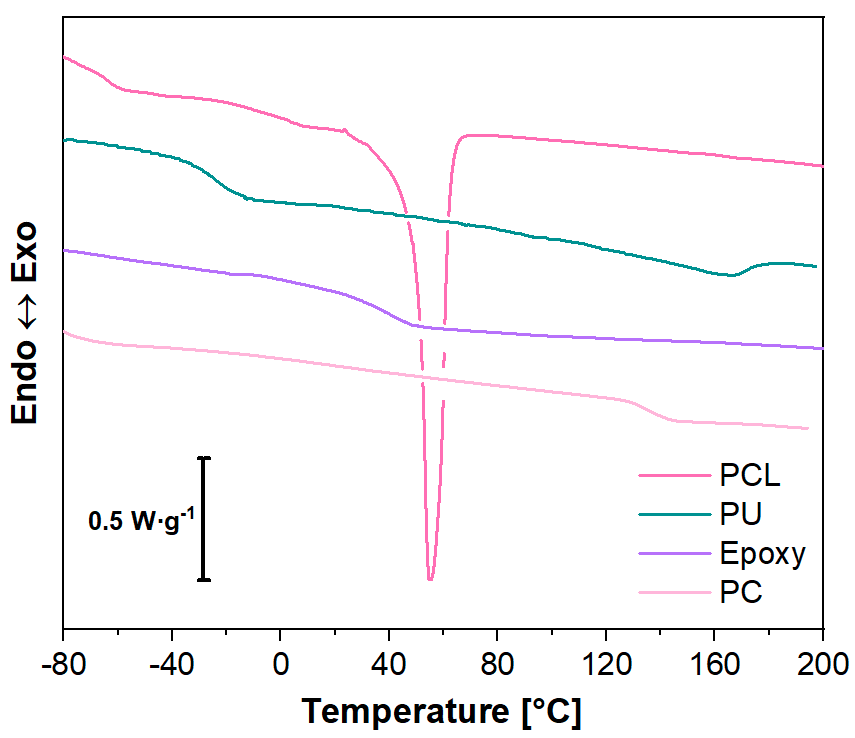 Endo ↔ Exo
0.5 W·g-1
PCL
PU
Epoxy
PC
-80 -40 0 40 80 120 160 200
Temperature [°C]